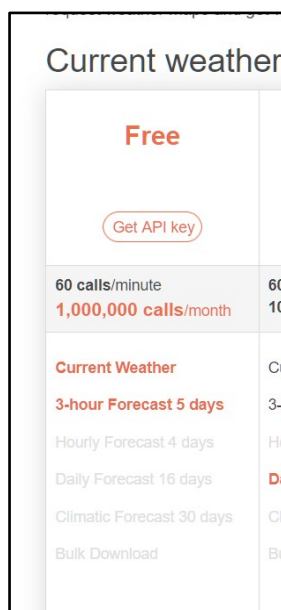 Current weather
Free
Get API key
60 calls/minute
1,000,000 calls/month
Current Weather
3-hour Forecast 5 days
Hourly Forecast 4 days
Daily Forecast 16 days
Climatic Forecast 30 days
Bulk Download